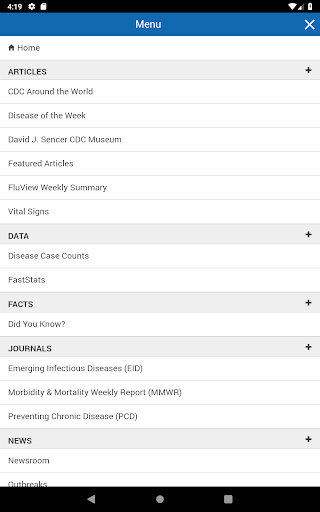 4:19
Menu
Home
ARTICLES
CDC Around the World
Disease of the Week
David J. Sencer CDC Museum
Featured Articles
FluView Weekly Summary
Vital Signs
DATA
Disease Case Counts
FastStats
FACTS
Did You Know?
JOURNALS
Emerging Infectious Diseases (EID)
Morbidity & Mortality Weekly Report (MMWR)
Preventing Chronic Disease (PCD)
NEWS
Newsroom
Outbreaks